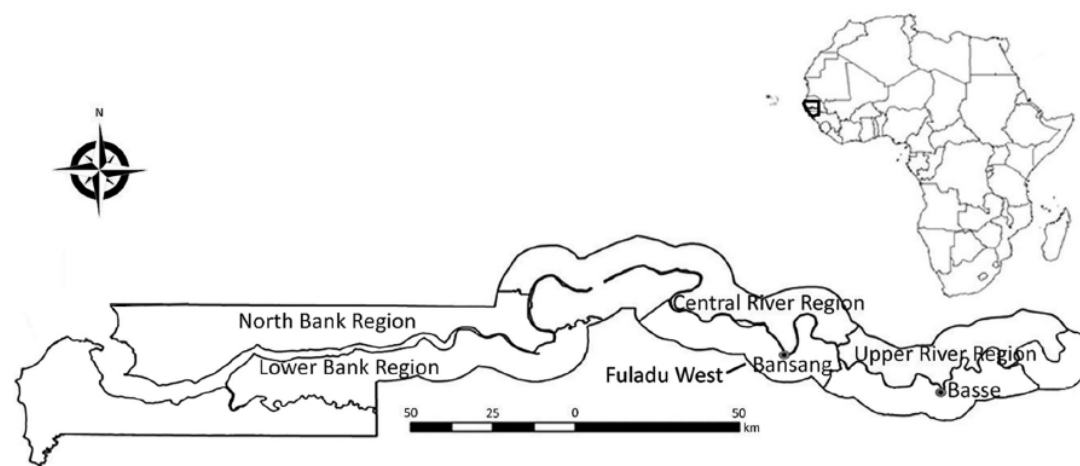 N
North Bank Region
Central River Region
Lower Bank Region
Upper River Region
Bansang
Fuladu West
Basse
50 25 0 50
km